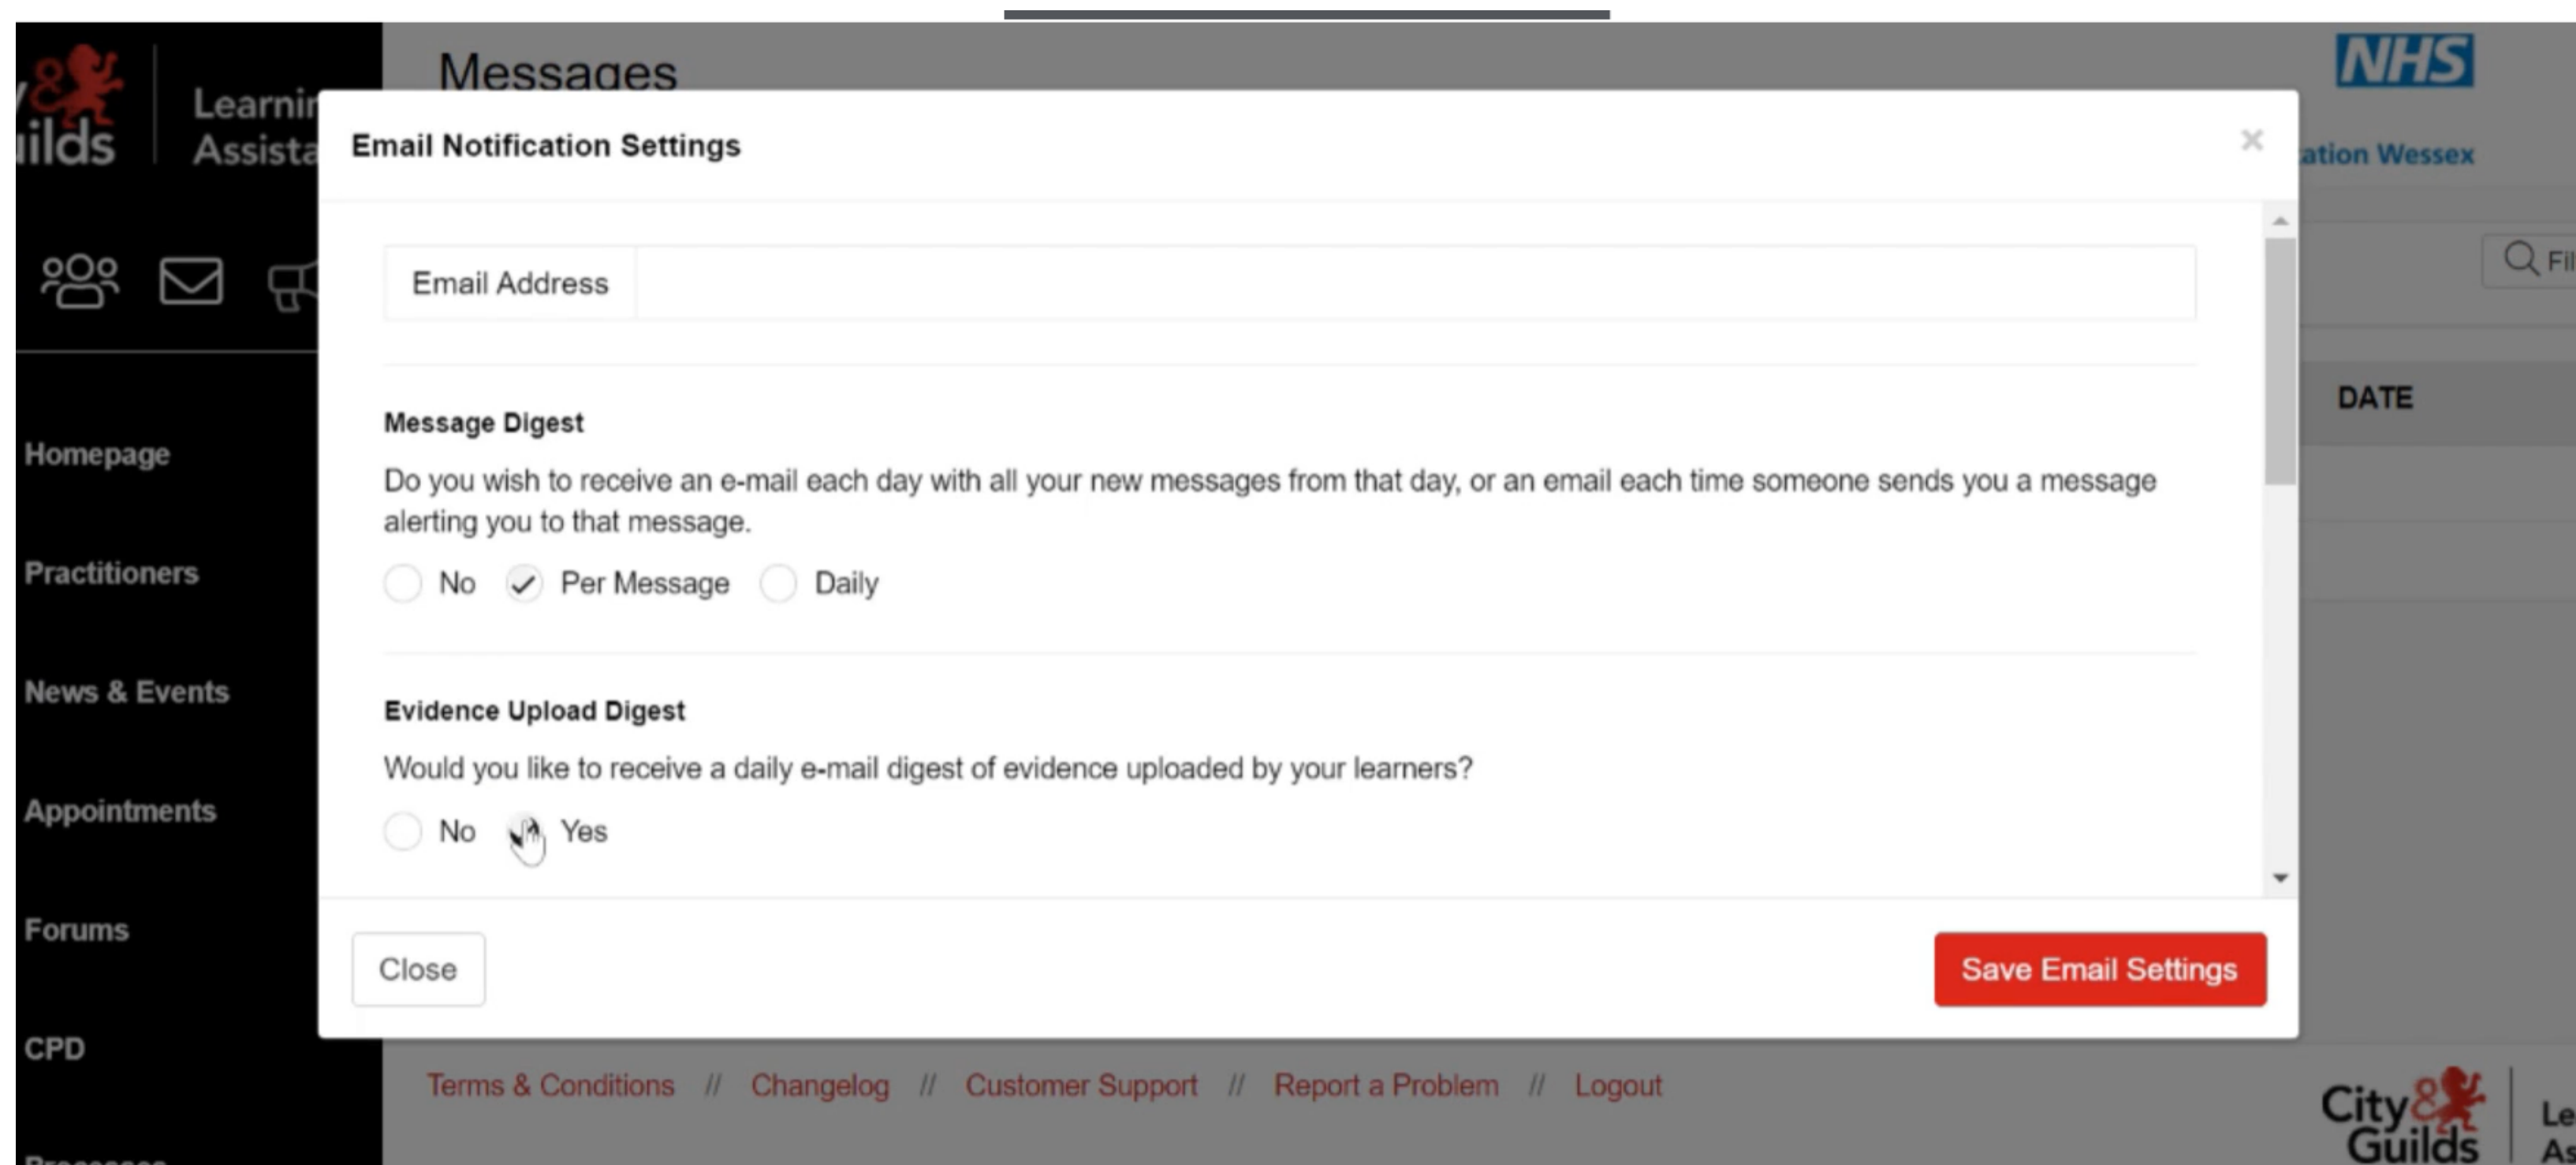 Messages
NHS
ation Wessex
Learnin
Assista
ilds
Email Notification Settings
×
Email Address
Fil
DATE
Homepage
Practitioners
News & Events
Appointments
Forums
CPD
Message Digest
Do you wish to receive an e-mail each day with all your new messages from that day, or an email each time someone sends you a message
alerting you to that message.
No Per Message Daily
Evidence Upload Digest
Would you like to receive a daily e-mail digest of evidence uploaded by your learners?
No Yes
Close
Save Email Settings
Terms & Conditions // Changelog // Customer Support // Report a Problem // Logout
City &
Guilds
Le
As